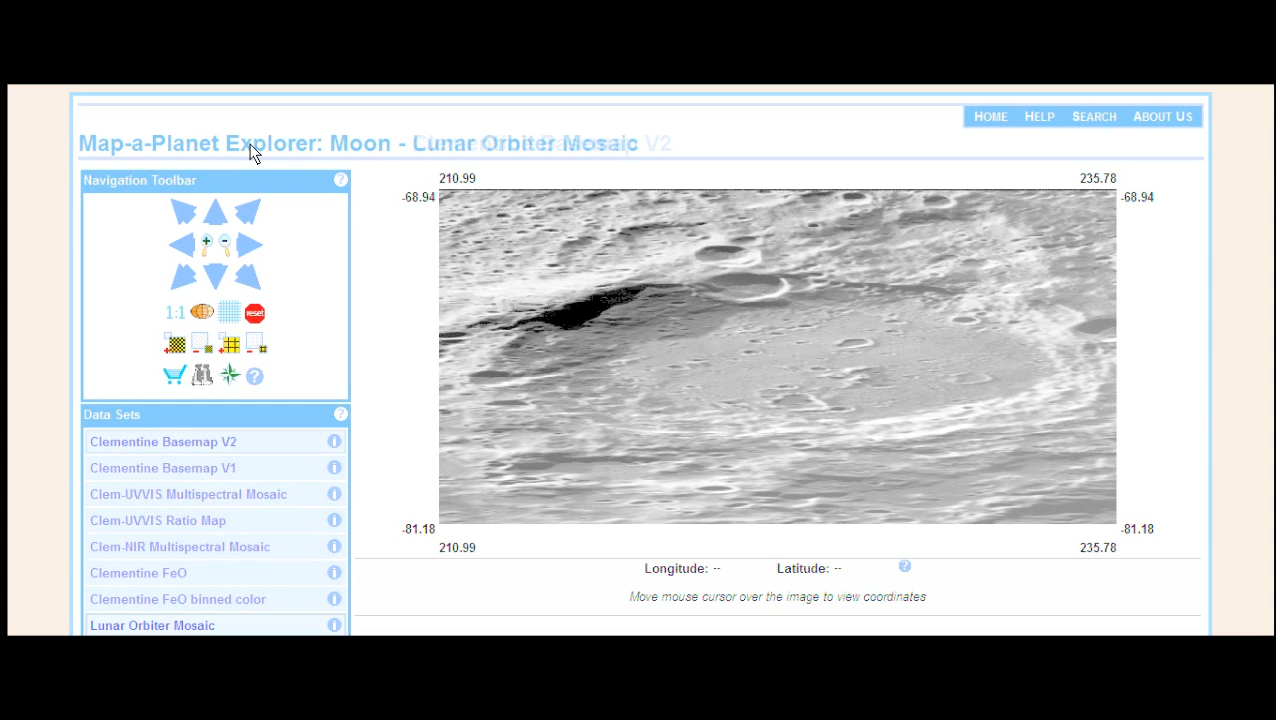 HOME HELP SEARCH ABOUT US
Map-a-Planet Explorer: Moon - Lunar Orbiter Mosaic V2
Navigation Toolbar ?
210.99 235.78
-68.94 -68.94
1:1 reset
?
Data Sets ?
Clementine Basemap V2 i
Clementine Basemap V1 i
Clem-UVVIS Multispectral Mosaic i
Clem-UVVIS Ratio Map i
Clem-NIR Multispectral Mosaic i
Clementine FeO i
Clementine FeO binned color i
Lunar Orbiter Mosaic i
-81.18 -81.18
210.99 235.78
Longitude: -- Latitude: -- ?
Move mouse cursor over the image to view coordinates